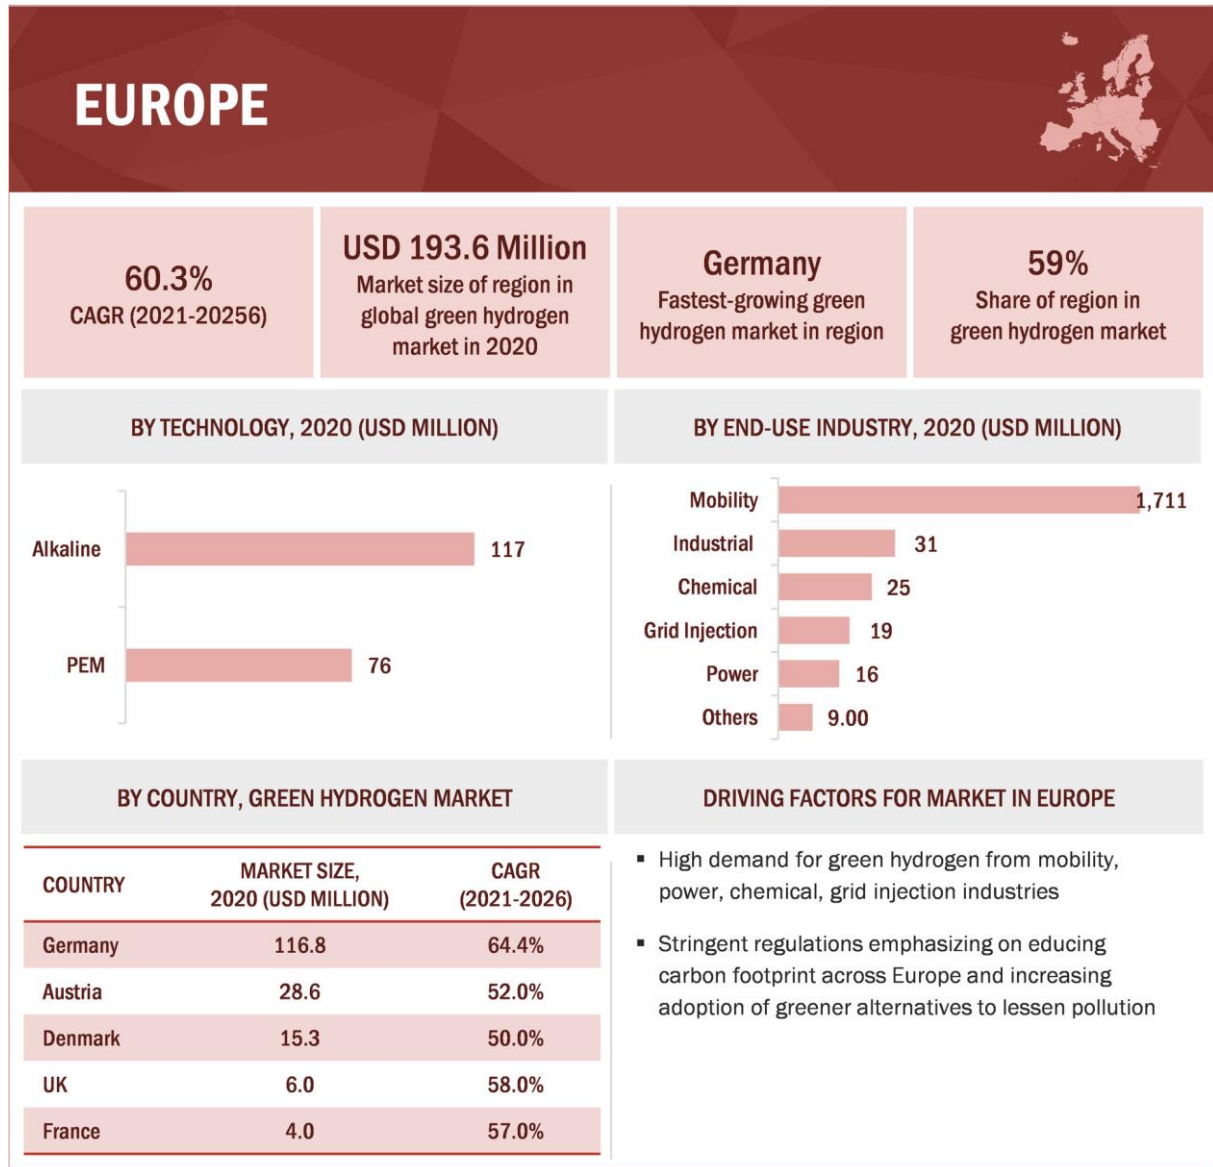 EUROPE
60.3%
CAGR (2021-20256)
USD 193.6 Million
Market size of region in
global green hydrogen
market in 2020
Germany
Fastest-growing green
hydrogen market in region
59%
Share of region in
green hydrogen market
BY TECHNOLOGY, 2020 (USD MILLION)
Alkaline 117
PEM 76
BY END-USE INDUSTRY, 2020 (USD MILLION)
Mobility 1,711
Industrial 31
Chemical 25
Grid Injection 19
Power 16
Others 9.00
BY COUNTRY, GREEN HYDROGEN MARKET
COUNTRY
MARKET SIZE,
2020 (USD MILLION)
CAGR
(2021-2026)
Germany 116.8 64.4%
Austria 28.6 52.0%
Denmark 15.3 50.0%
UK 6.0 58.0%
France 4.0 57.0%
DRIVING FACTORS FOR MARKET IN EUROPE
▪ High demand for green hydrogen from mobility,
power, chemical, grid injection industries
▪ Stringent regulations emphasizing on educing
carbon footprint across Europe and increasing
adoption of greener alternatives to lessen pollution